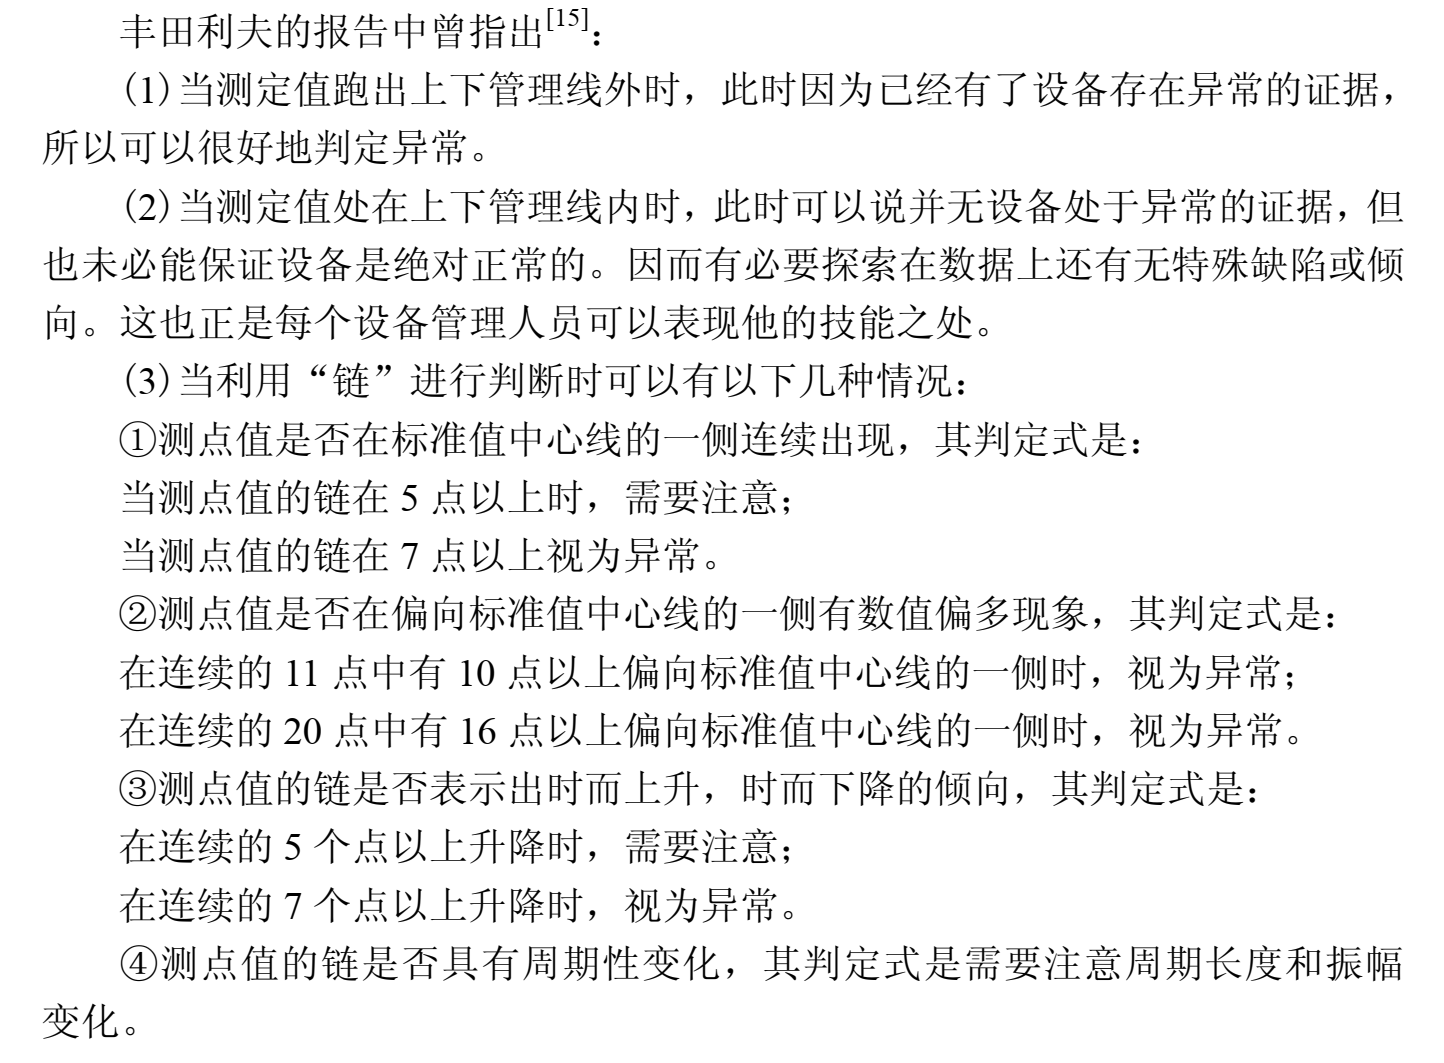 丰田利夫的报告中曾指出[15]：
(1)当测定值跑出上下管理线外时，此时因为已经有了设备存在异常的证据，
所以可以很好地判定异常。
(2)当测定值处在上下管理线内时，此时可以说并无设备处于异常的证据，但
也未必能保证设备是绝对正常的。因而有必要探索在数据上还有无特殊缺陷或倾
向。这也正是每个设备管理人员可以表现他的技能之处。
(3)当利用“链”进行判断时可以有以下几种情况：
①测点值是否在标准值中心线的一侧连续出现，其判定式是：
当测点值的链在 5 点以上时，需要注意；
当测点值的链在 7 点以上视为异常。
②测点值是否在偏向标准值中心线的一侧有数值偏多现象，其判定式是：
在连续的 11 点中有 10 点以上偏向标准值中心线的一侧时，视为异常；
在连续的 20 点中有 16 点以上偏向标准值中心线的一侧时，视为异常。
③测点值的链是否表示出时而上升，时而下降的倾向，其判定式是：
在连续的 5 个点以上升降时，需要注意；
在连续的 7 个点以上升降时，视为异常。
④测点值的链是否具有周期性变化，其判定式是需要注意周期长度和振幅
变化。